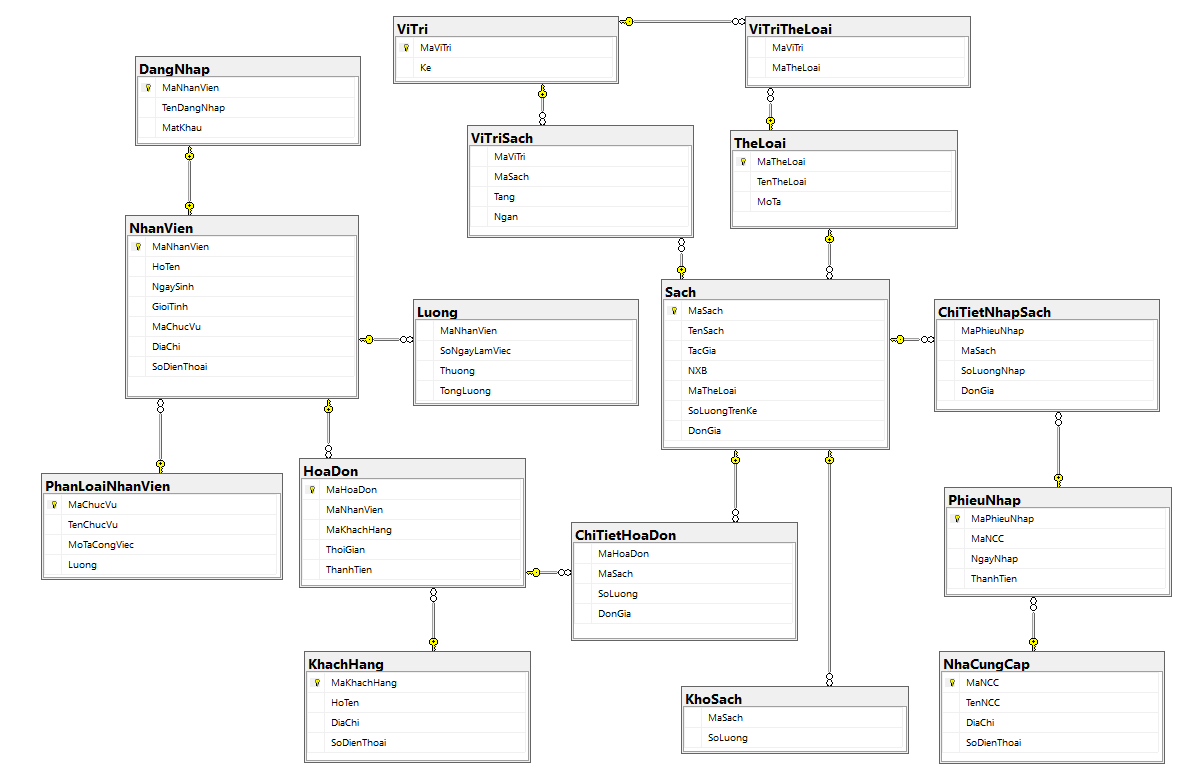 ViTri
MaViTri
Ke
ViTriTheLoai
MaViTri
MaTheLoai
DangNhap
MaNhanVien
TenDangNhap
MatKhau
ViTriSach
MaViTri
MaSach
Tang
Ngan
TheLoai
MaTheLoai
TenTheLoai
MoTa
NhanVien
MaNhanVien
HoTen
NgaySinh
GioiTinh
MaChucVu
DiaChi
SoDienThoai
Luong
MaNhanVien
SoNgayLamViec
Thuong
TongLuong
Sach
MaSach
TenSach
TacGia
NXB
MaTheLoai
SoLuongTrenKe
DonGia
ChiTietNhapSach
MaPhieuNhap
MaSach
SoLuongNhap
DonGia
PhanLoaiNhanVien
MaChucVu
TenChucVu
MoTaCongViec
Luong
HoaDon
MaHoaDon
MaNhanVien
MaKhachHang
ThoiGian
ThanhTien
ChiTietHoaDon
MaHoaDon
MaSach
SoLuong
DonGia
PhieuNhap
MaPhieuNhap
MaNCC
NgayNhap
ThanhTien
KhachHang
MaKhachHang
HoTen
DiaChi
SoDienThoai
KhoSach
MaSach
SoLuong
NhaCungCap
MaNCC
TenNCC
DiaChi
SoDienThoai